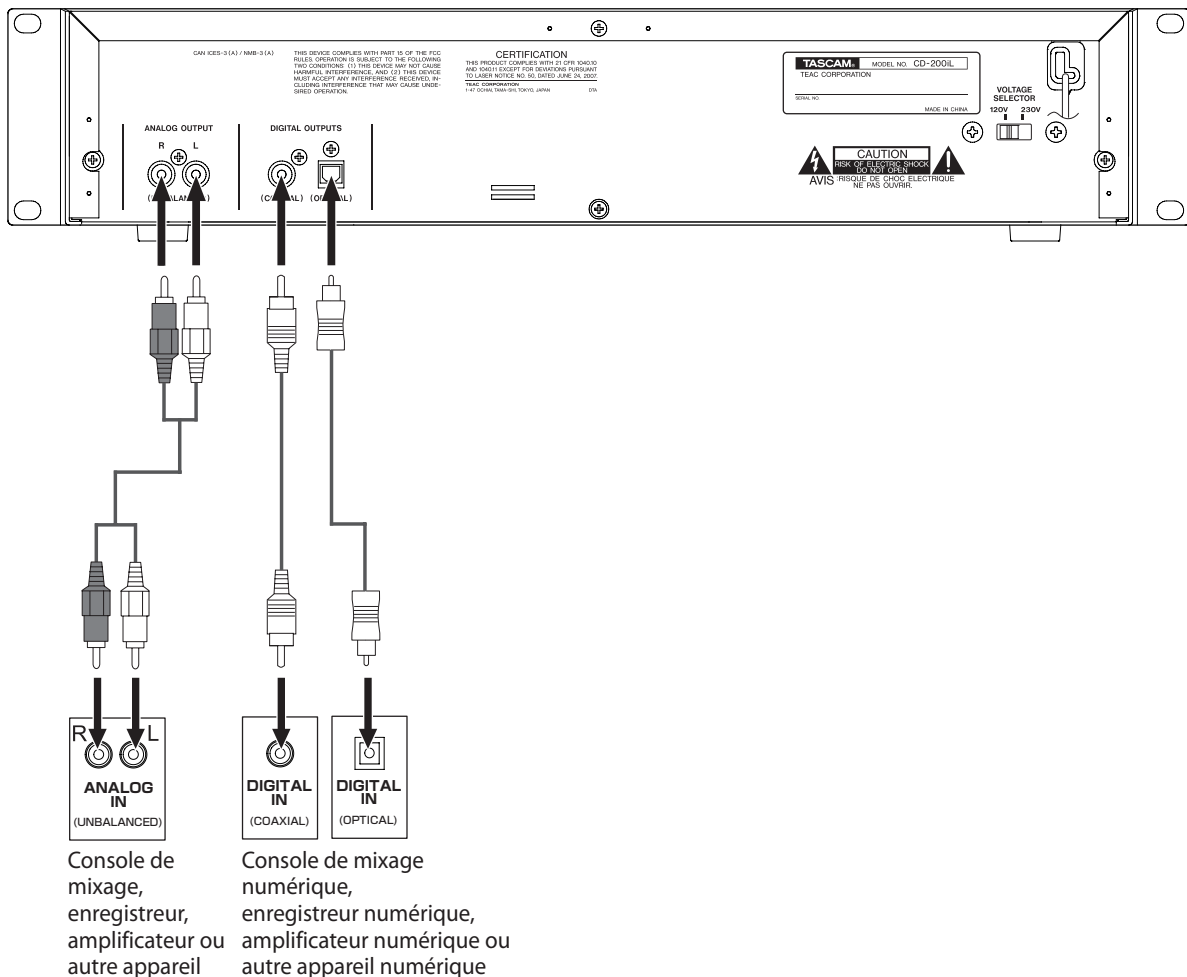 CAN ICES-3 (A) / NMB-3 (A)
THIS DEVICE COMPLIES WITH PART 15 OF THE FCC
RULES. OPERATION IS SUBJECT TO THE FOLLOWING
TWO CONDITIONS: (1) THIS DEVICE MAY NOT CAUSE
HARMFUL INTERFERENCE, AND (2) THIS DEVICE
MUST ACCEPT ANY INTERFERENCE RECEIVED, IN-
CLUDING INTERFERENCE THAT MAY CAUSE UNDE-
SIRED OPERATION.
CERTIFICATION
THIS PRODUCT COMPLIES WITH 21 CFR 1040.10
AND 1040.11 EXCEPT FOR DEVIATIONS PURSUANT
TO LASER NOTICE NO. 50, DATED JUNE 24, 2007.
TEAC CORPORATION
1-47 OCHIAI, TAMA-SHI, TOKYO, JAPAN DTA
TASCAM® MODEL NO. CD-200iL
TEAC CORPORATION
SERIAL NO.
MADE IN CHINA
VOLTAGE
SELECTOR
120V 230V
CAUTION
RISK OF ELECTRIC SHOCK
DO NOT OPEN
AVIS :RISQUE DE CHOC ELECTRIQUE
NE PAS OUVRIR.
ANALOG OUTPUT
R L
DIGITAL OUTPUTS
R L
ANALOG
IN
(UNBALANCED)
DIGITAL
IN
(COAXIAL)
DIGITAL
IN
(OPTICAL)
Console de
mixage,
enregistreur,
amplificateur ou
autre appareil
Console de mixage
numérique,
enregistreur numérique,
amplificateur numérique ou
autre appareil numérique